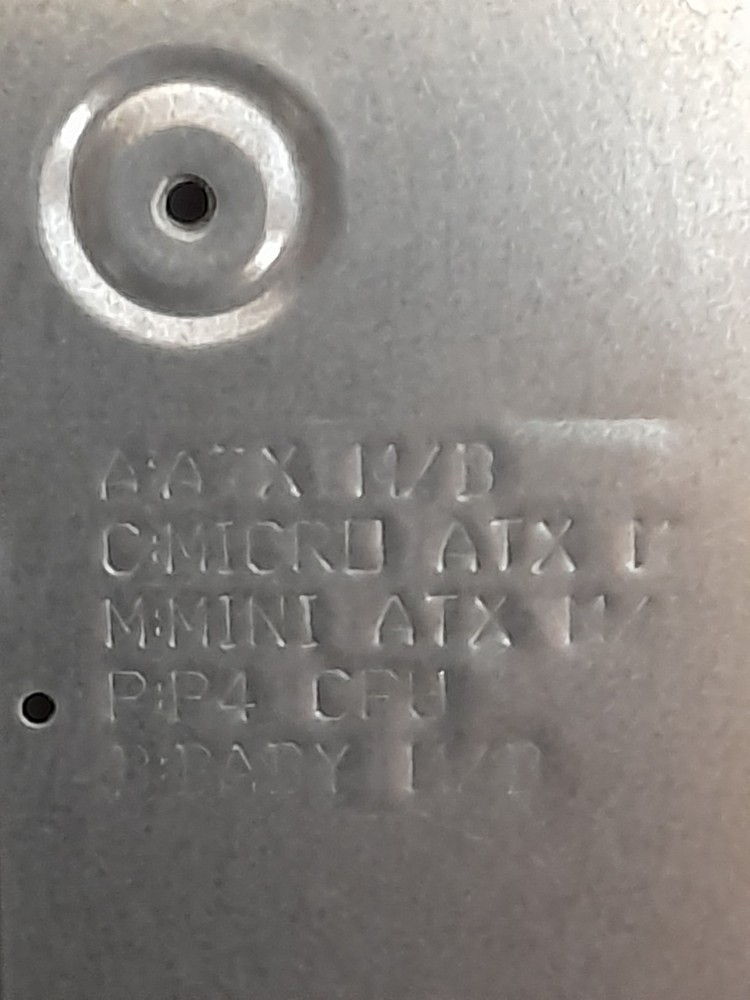 A:ATX M/B
C:MICRO ATX M
M:MINI ATX M/
P:P4 CPU
B:BABY M/B